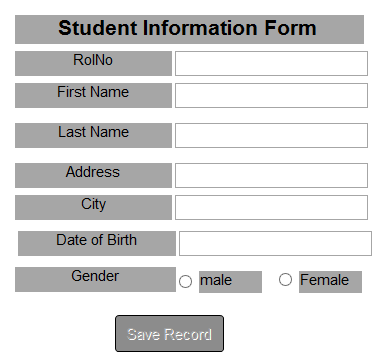 Student Information Form
RolNo
First Name
Last Name
Address
City
Date of Birth
Gender male Female
Save Record